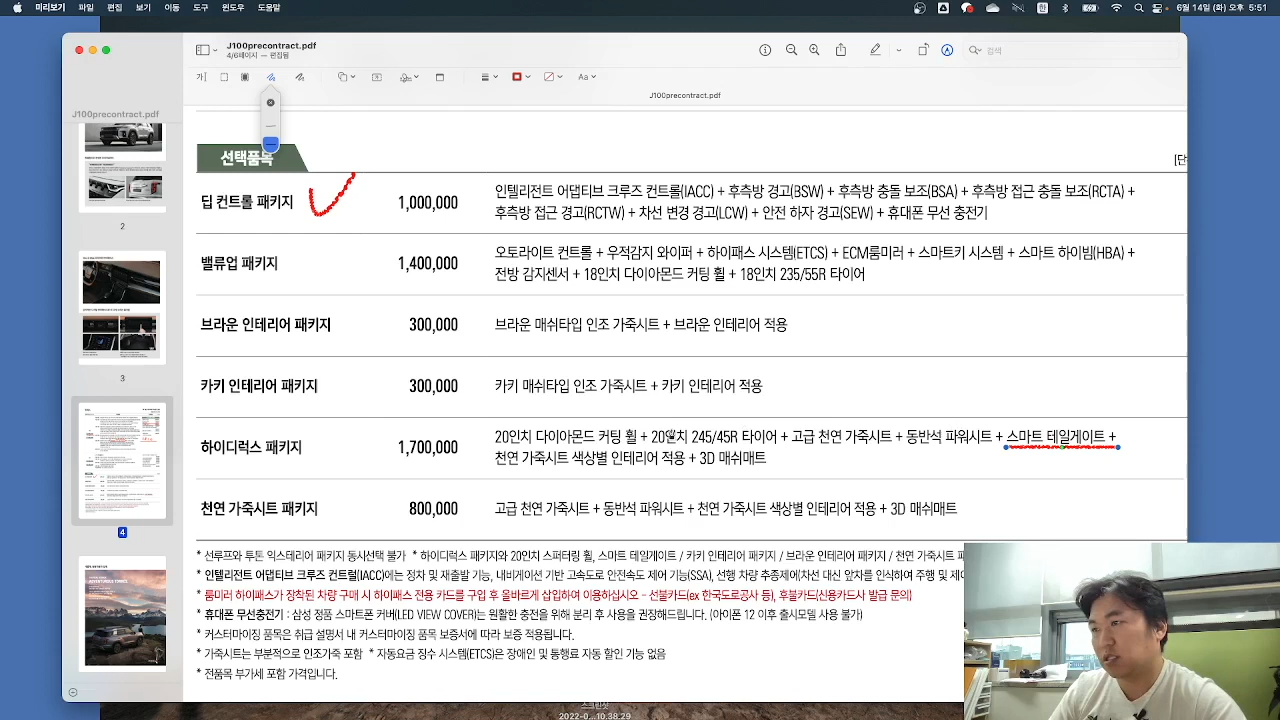 미리보기 파일 편집 보기 이동 도구 윈도우 도움말
6월 14일 (화) 오후 5:51
J100precontract.pdf
4/6페이지 — 편집됨
검색
Aa
J100precontract.pdf
J100precontract.pdf
2
3
4
선택품목
[단
딥 컨트롤 패키지 1,000,000 인텔리전트 어댑티브 크루즈 컨트롤(IACC) + 후측방 경고(BSW) + 후측방 충돌 보조(BSA) + 후측방 접근 충돌 보조(RCTA) +
후측방 접근 경고(RCTW) + 차선 변경 경고(LCW) + 안전 하차 경고(SEW) + 휴대폰 무선 충전기
밸류업 패키지 1,400,000 오토라이트 컨트롤 + 우적감지 와이퍼 + 하이패스 시스템(ETCS) + ECM룸미러 + 스마트키 시스템 + 스마트 하이빔(HBA) +
전방 감지센서 + 18인치 다이아몬드 커팅 휠 + 18인치 235/55R 타이어
브라운 인테리어 패키지 300,000 브라운 매쉬타입 인조 가죽시트 + 브라운 인테리어 적용
카키 인테리어 패키지 300,000 카키 매쉬타입 인조 가죽시트 + 카키 인테리어 적용
하이디럭스 패키지 1,700,000 20인치 다이아몬드 커팅 휠 + 20인치 245/45R 타이어 + 고급 천연 가죽시트 + 동반석 파워시트 + 스마트 테일게이트 +
천연 가죽시트 색상별 인테리어 적용 + 3D 매쉬매트
천연 가죽시트 패키지 800,000 고급 천연 가죽시트 + 동반석 파워시트 + 천연 가죽시트 색상별 인테리어 적용 + 3D 매쉬매트
* 선루프와 투톤 익스테리어 패키지 동시선택 불가 * 하이디럭스 패키지와 20인치 스퍼터링 휠, 스마트 테일게이트 / 카키 인테리어 패키지 / 브라운 인테리어 패키지 / 천연 가죽시트 패
* 인텔리전트 어댑티브 크루즈 컨트롤(IACC)에는 정차 및 재출발 기능, 내비게이션 기반 고속도로 안전속도 제어 기능(SSA), 선행 차량 추종제어
* 룸미러 하이패스가 장착된 차량 구매 시 하이패스 전용 카드를 구입 후 올바르게 삽입하여 이용하십시오 - 선불카드(ex 한국도로공사 등), 후불카드(신용카드사 발급 문의)
* 휴대폰 무선충전기 : 삼성 정품 스마트폰 커버(LED VIEW COVER)는 원활한 충전을 위해 분리 후 사용을 권장해드립니다. (아이폰 12 이후 출시모델 사용 불가)
* 커스터마이징 품목은 취급 설명서 내 커스터마이징 품목 보증서에 따라 보증 적용됩니다.
* 가죽시트는 부분적으로 인조가죽 포함 * 자동요금 징수 시스템(ETCS)은 장애인 및 통행료 자동 할인 기능 없음
* 전품목 부가세 포함 가격입니다.
스크린샷
2022-0...10.38.29